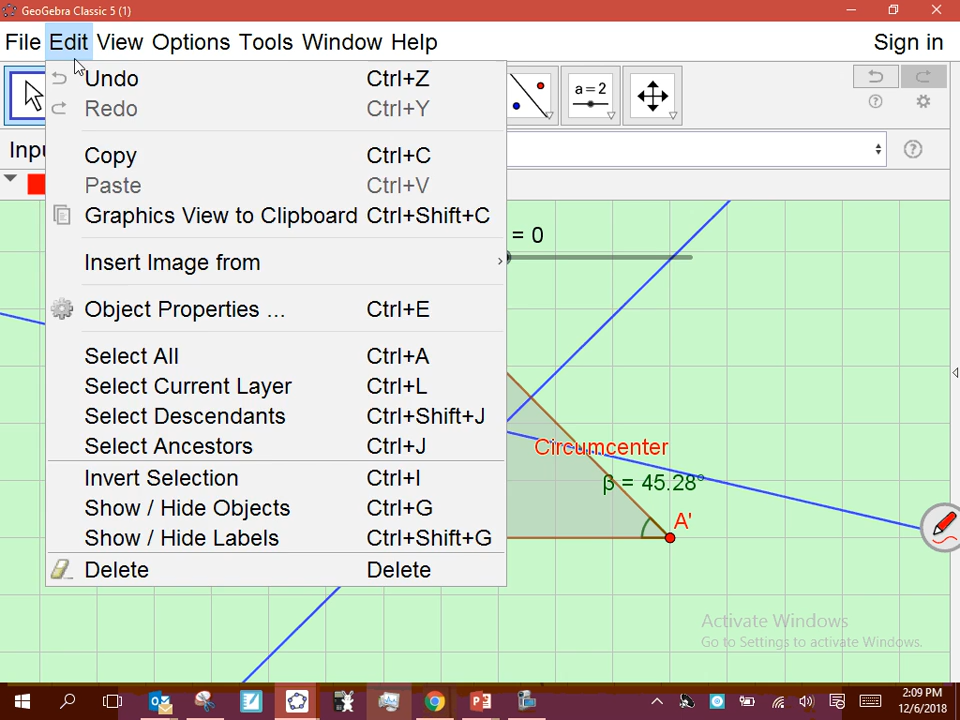 GeoGebra Classic 5 (1)
File Edit View Options Tools Window Help Sign in
Undo Ctrl+Z
Redo Ctrl+Y
a = 2
Copy Ctrl+C
Paste Ctrl+V
Graphics View to Clipboard Ctrl+Shift+C
= 0
Insert Image from
Object Properties ... Ctrl+E
Select All Ctrl+A
Select Current Layer Ctrl+L
Select Descendants Ctrl+Shift+J
Select Ancestors Ctrl+J
Circumcenter
Invert Selection Ctrl+I
β = 45.28°
Show / Hide Objects Ctrl+G
A'
Show / Hide Labels Ctrl+Shift+G
Delete Delete
Activate Windows
Go to Settings to activate Windows.
2:09 PM
12/6/2018